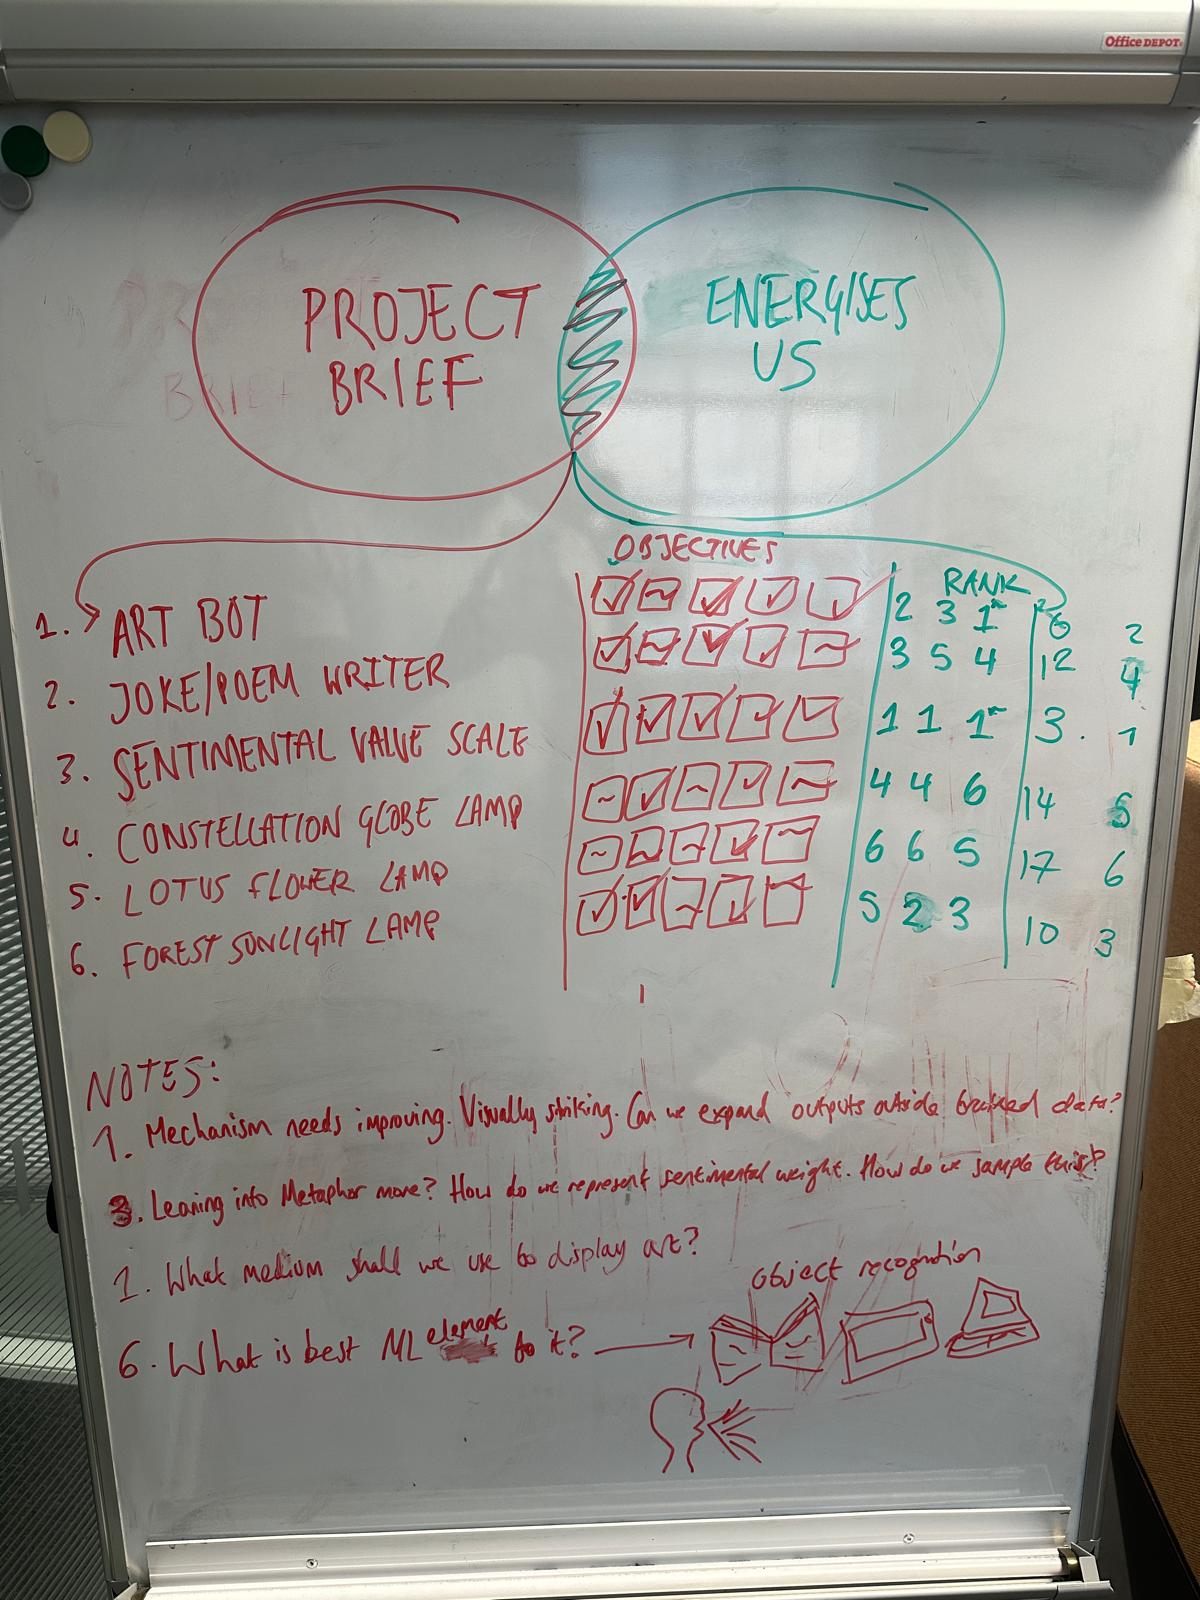 Office DEPOT
PROJECT
BRIEF
ENERGISES
US
OBJECTIVES
RANK
1. ART BOT 2 3 1* 6 2
2. JOKE/POEM WRITER 3 5 4 12 4
3. SENTIMENTAL VALUE SCALE 1 1 1* 3. 1
4. CONSTELLATION GLOBE LAMP 4 4 6 14 5
5. LOTUS FLOWER LAMP 6 6 5 17 6
6. FOREST SUNLIGHT LAMP 5 2 3 10 3
NOTES:
1. Mechanism needs improving. Visually striking. Can we expand outputs outside trained data?
3. Leaning into Metaphor more? How do we represent sentimental weight. How do we sample this?
1. What medium shall we use to display art?
object recognition
6. What is best ML element to it?